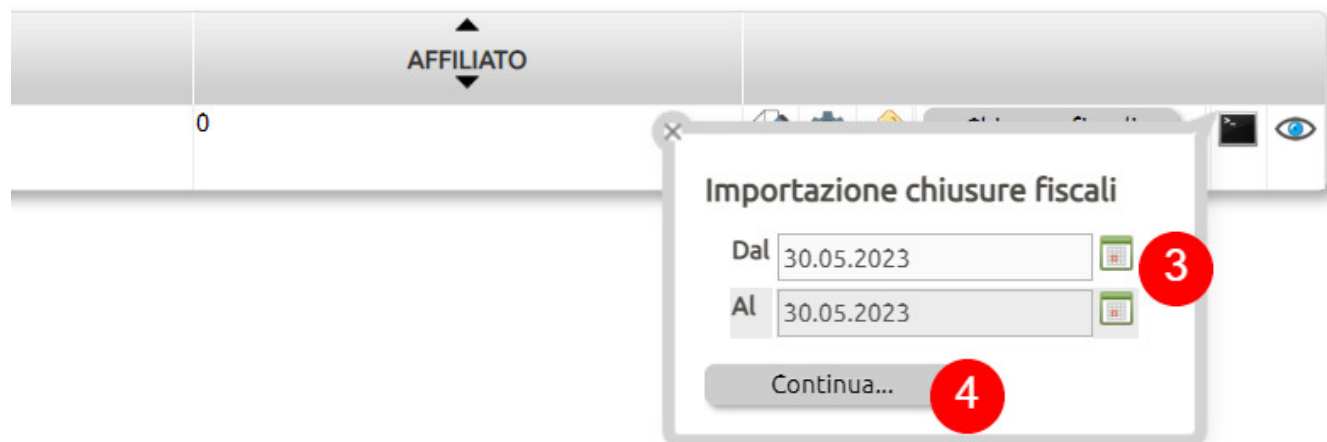 AFFILIATO
0
Importazione chiusure fiscali
Dal 30.05.2023
3
Al 30.05.2023
Continua...
4